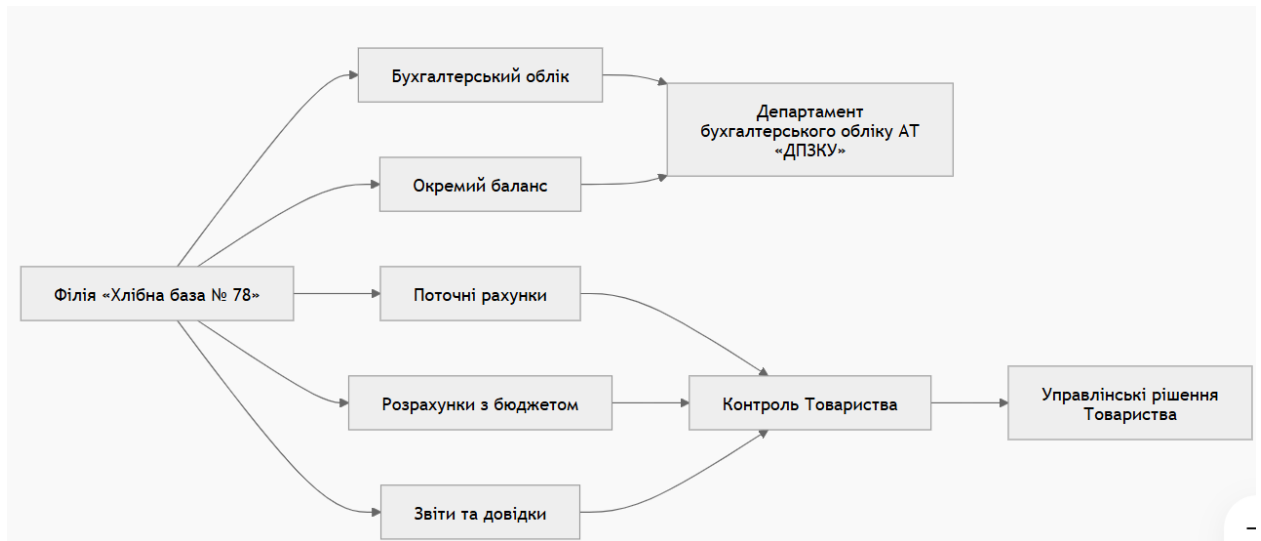 Бухгалтерський облік
Департамент
бухгалтерського обліку АТ
«ДПЗКУ»
Окремий баланс
Філія «Хлібна база № 78»
Поточні рахунки
Розрахунки з бюджетом
Контроль Товариства
Управлінські рішення
Товариства
Звіти та довідки